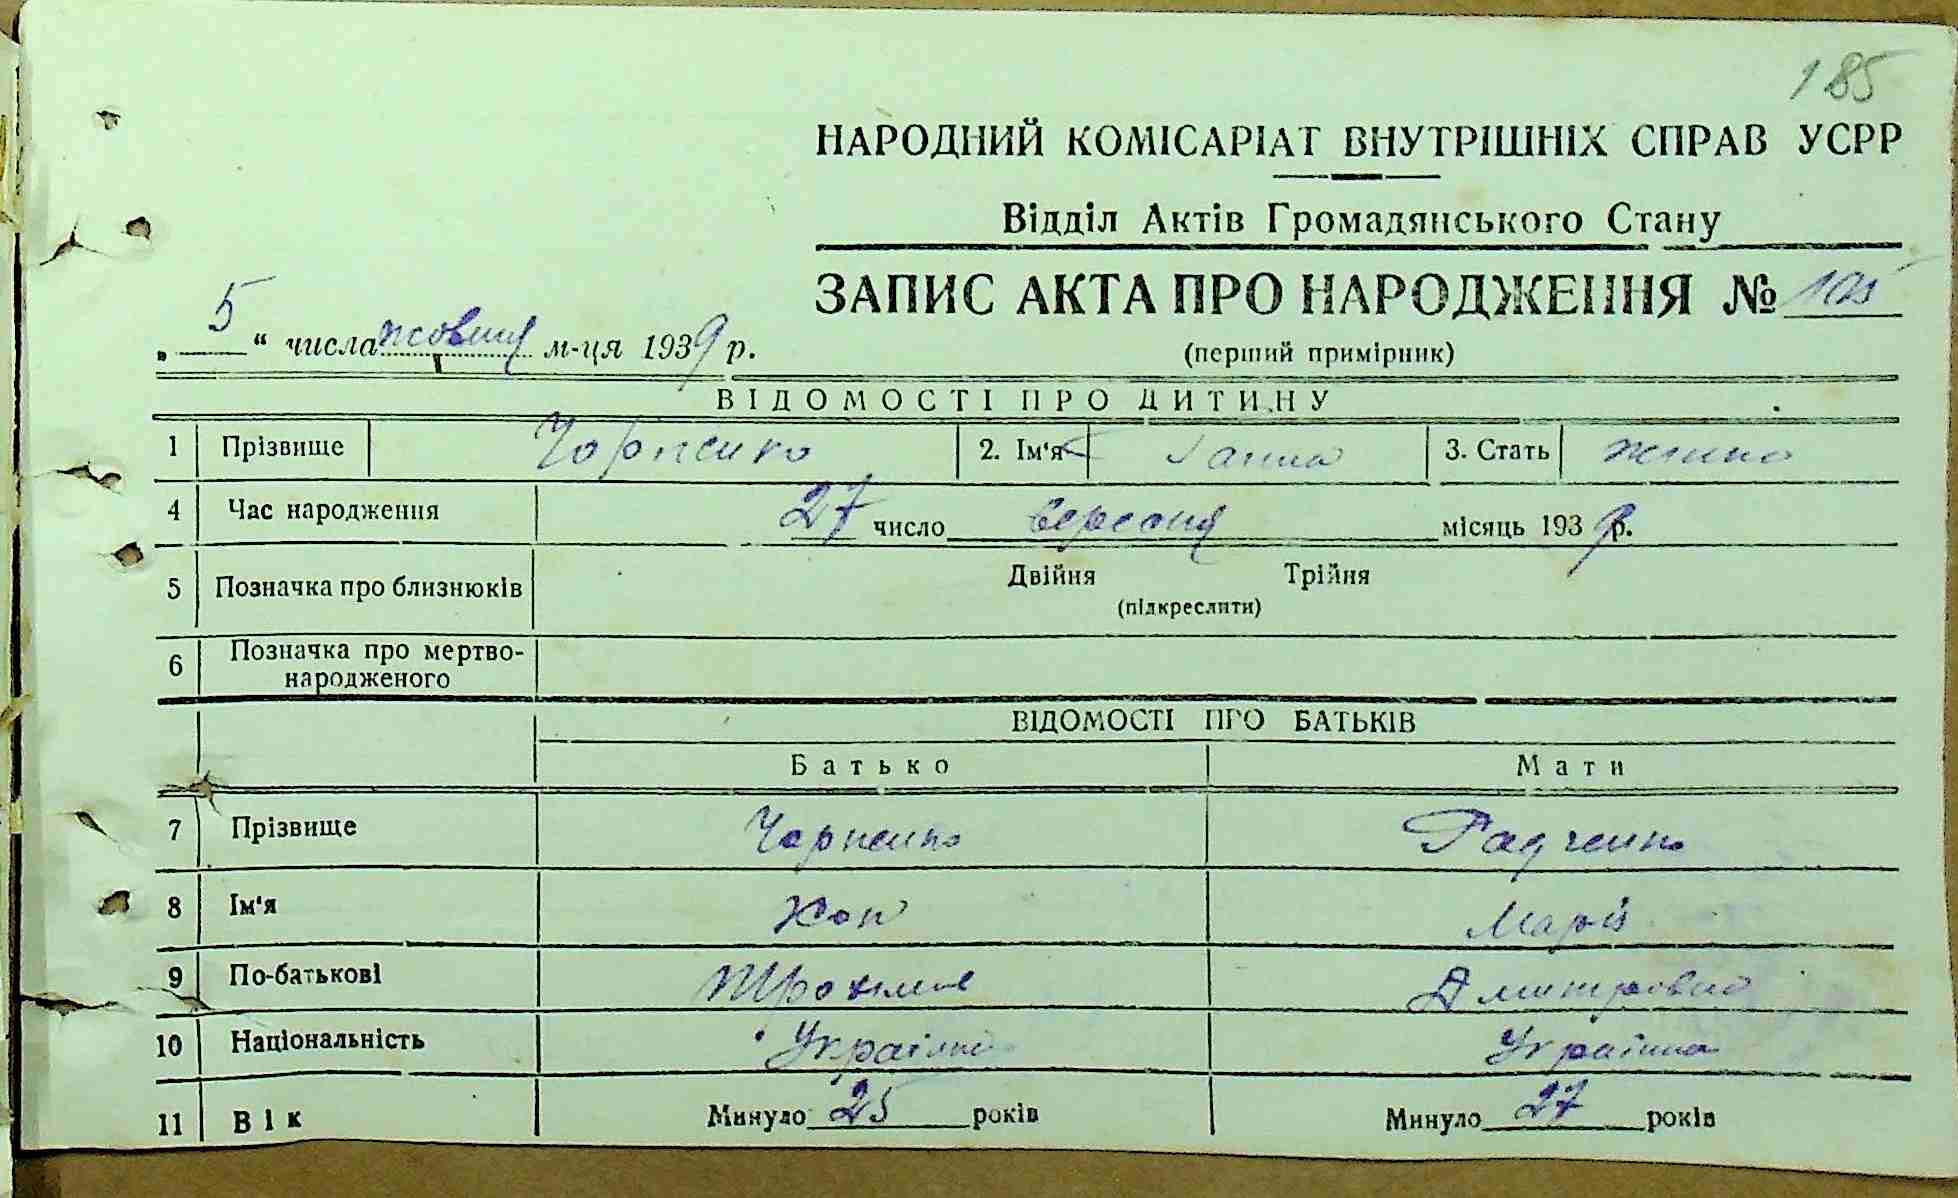 185
НАРОДНИЙ КОМІСАРІАТ ВНУТРІШНІХ СПРАВ УСРР
Відділ Актів Громадянського Стану
ЗАПИС АКТА ПРО НАРОДЖЕННЯ №
„ 5 “ числа жовтня м-ця 1939 р.
(перший примірник)
ВІДОМОСТІ ПРО ДИТИНУ
1 Прізвище Чорненко 2. Ім'я Ганна 3. Стать жіноч
4 Час народження 27 число вересня місяць 1939 р.
5 Позначка про близнюків Двійня Трійня
(підкреслити)
6 Позначка про мертво-
народженого
ВІДОМОСТІ ПРО БАТЬКІВ
Батько Мати
7 Прізвище Чорненко Радченко
8 Ім'я Марія
9 По-батькові Дмитровна
10 Національність Українець Українка
11 Вік Минуло 25 років Минуло 27 років